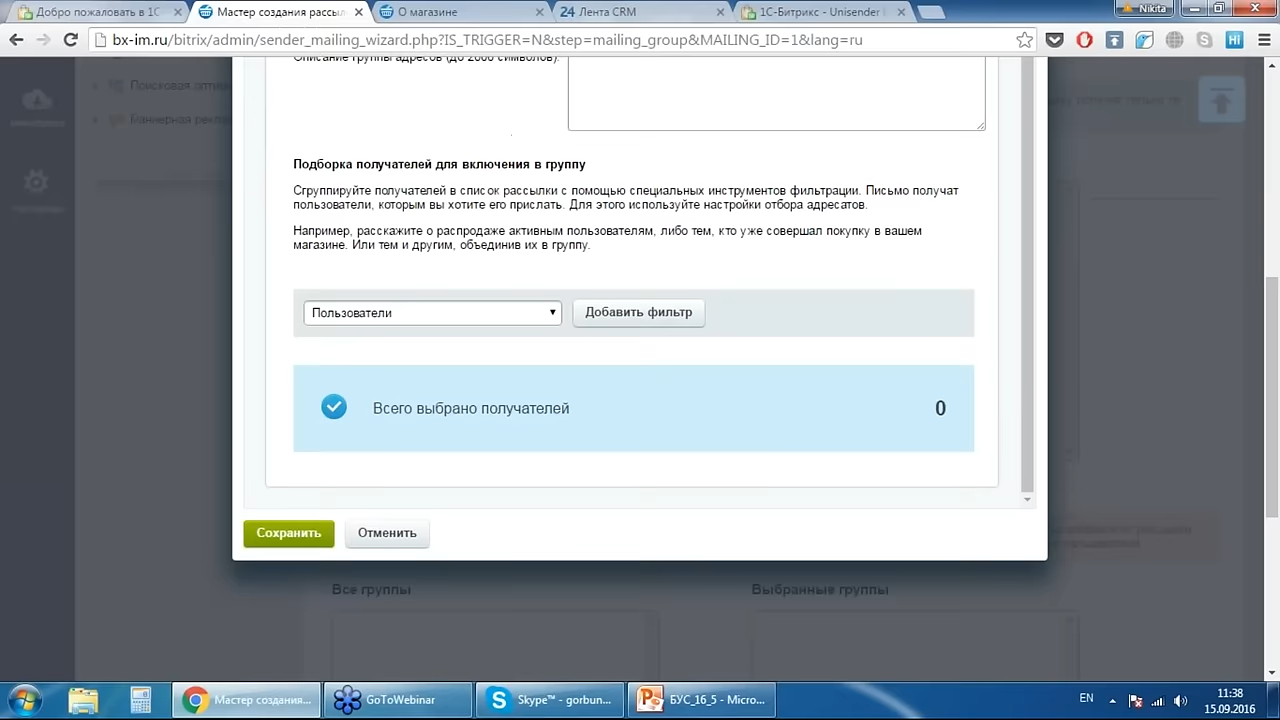 Добро пожаловать в 1С
Мастер создания рассыл
О магазине
24 Лента CRM
1С-Битрикс - Unisender
Nikita
bx-im.ru/bitrix/admin/sender_mailing_wizard.php?IS_TRIGGER=N&step=mailing_group&MAILING_ID=1&lang=ru
Hi
Описание группы адресов (до 2000 символов):
Поисковая оптим
Баннерная рекла
Подборка получателей для включения в группу
Сгруппируйте получателей в список рассылки с помощью специальных инструментов фильтрации. Письмо получат
пользователи, которым вы хотите его прислать. Для этого используйте настройки отбора адресатов.
Например, расскажите о распродаже активным пользователям, либо тем, кто уже совершал покупку в вашем
магазине. Или тем и другим, объединив их в группу.
Пользователи
Добавить фильтр
Всего выбрано получателей
0
Сохранить
Отменить
Все группы
Выбранные группы
Мастер создания...
GoToWebinar
Skype™ - gorbun...
БУС_16_5 - Micro...
EN
11:38
15.09.2016